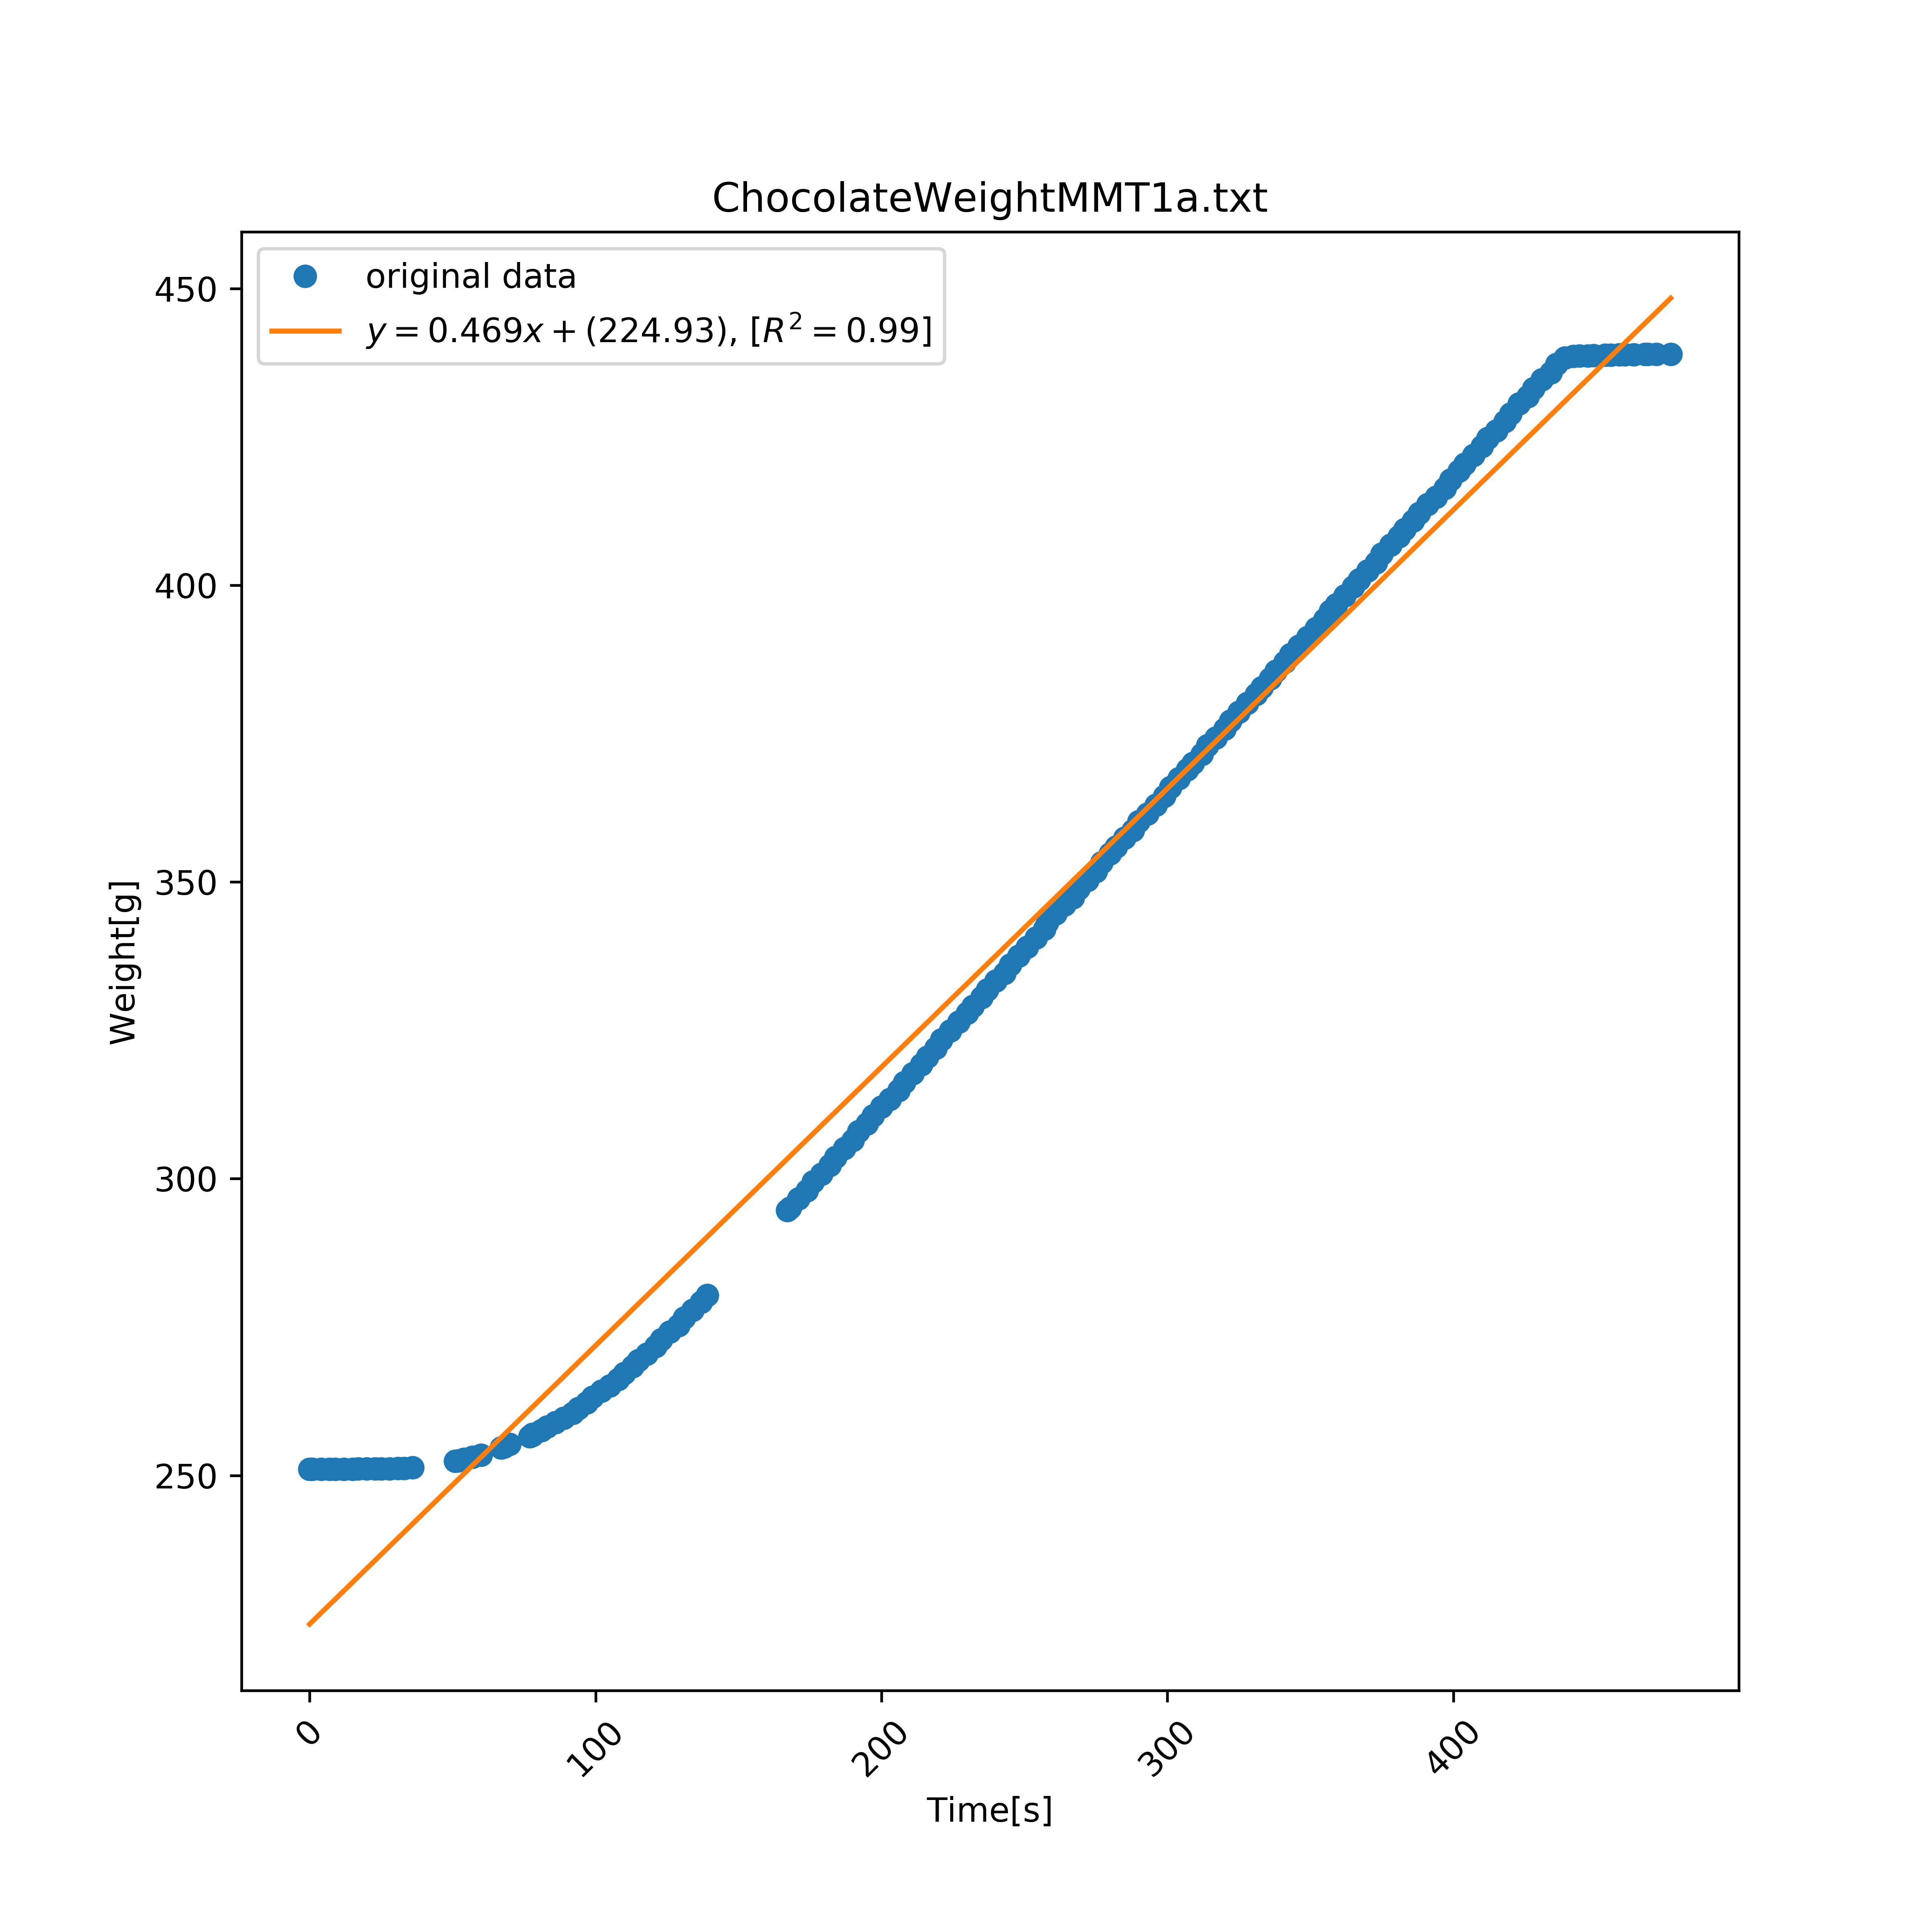 ChocolateWeightMMT1a.txt
original data
y = 0.469x + (224.93), [R² = 0.99]
450
400
350
300
250
Weight[g]
0
100
200
300
400
Time[s]